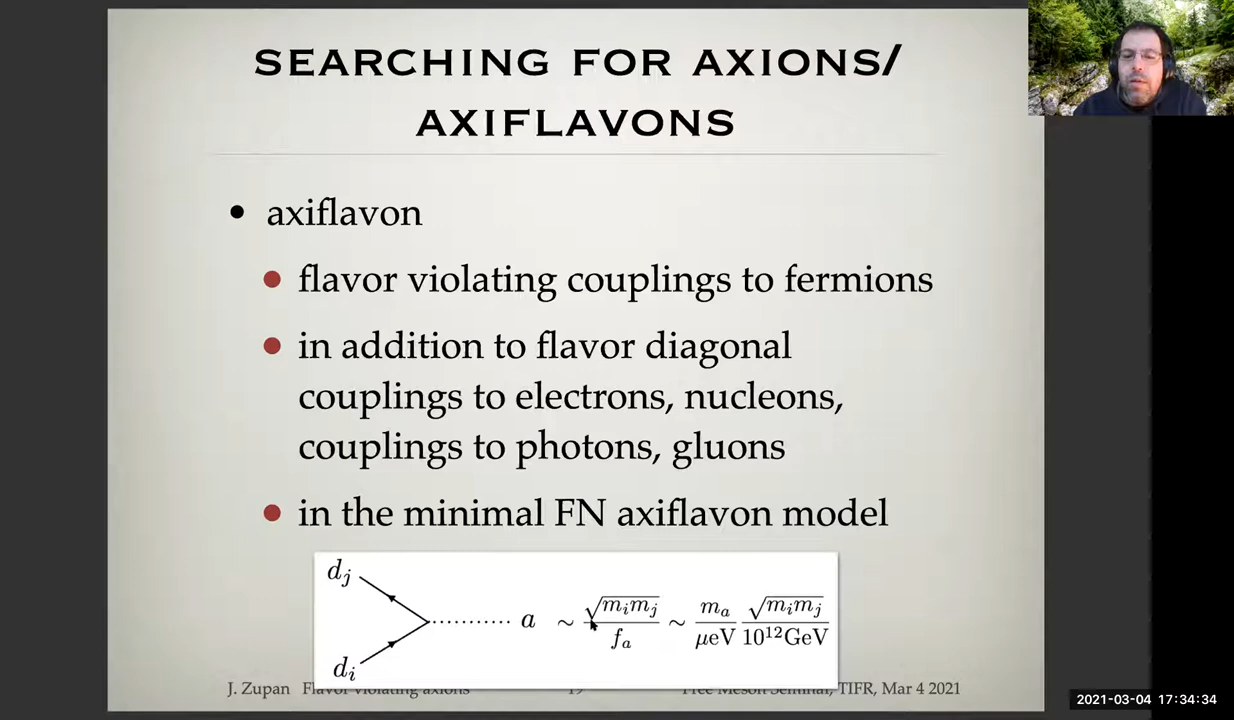 SEARCHING FOR AXIONS/
AXIFLAVONS
• axiflavon
• flavor violating couplings to fermions
• in addition to flavor diagonal
couplings to electrons, nucleons,
couplings to photons, gluons
• in the minimal FN axiflavon model
d_j
d_i
a ∼ √(m_i m_j) / f_a ∼ m_a / μeV √(m_i m_j) / 10^12 GeV
J. Zupan Flavor violating axions 19 Free Meson Seminar, TIFR, Mar 4 2021
2021-03-04 17:34:34